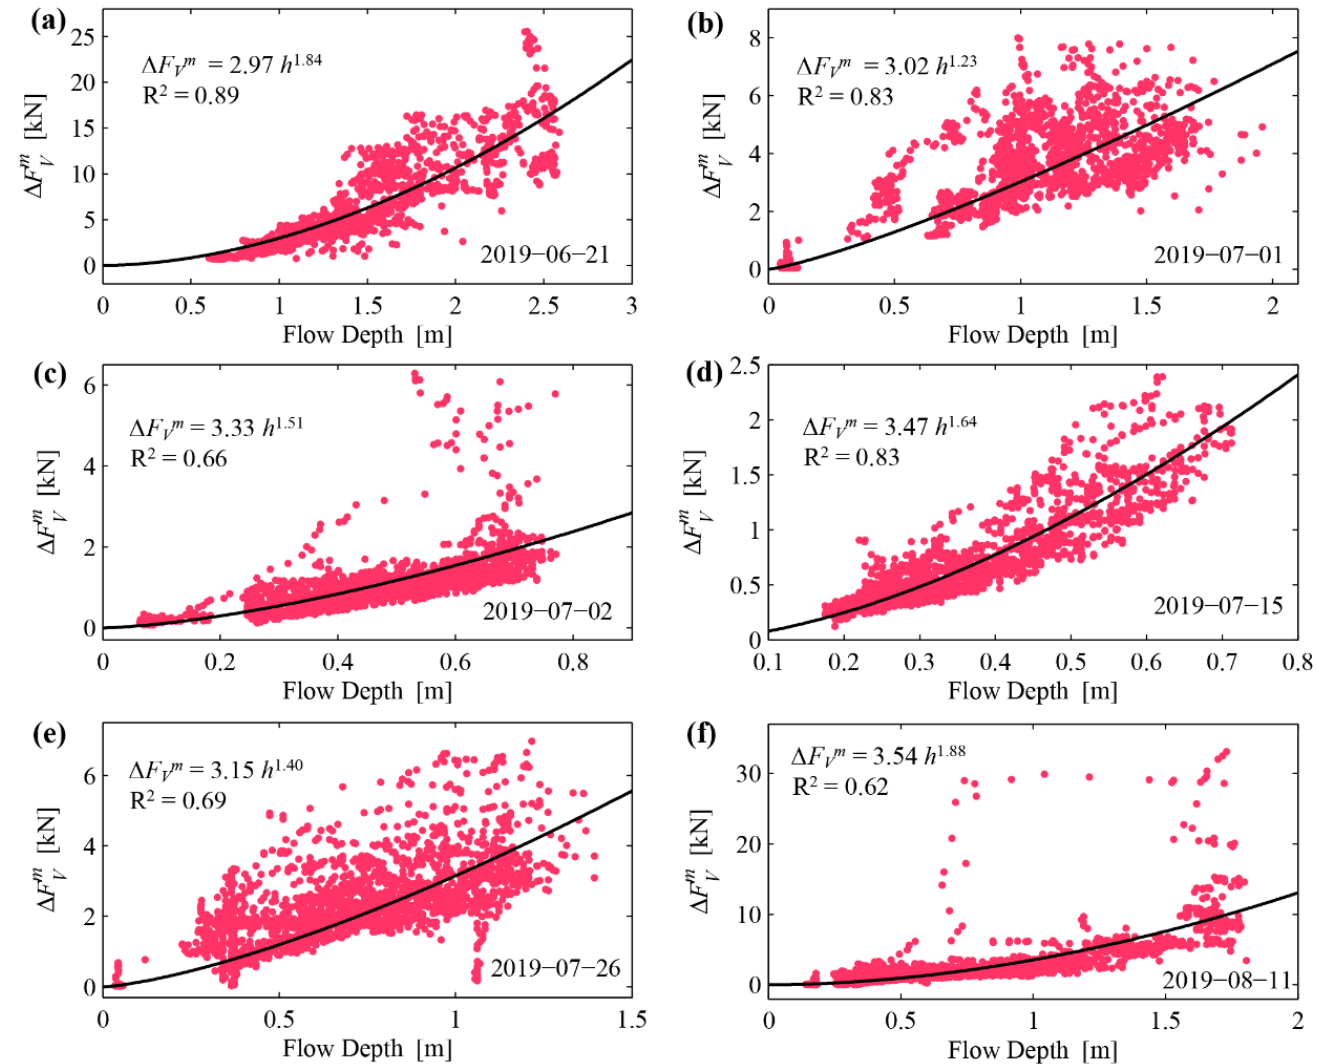 (a)
ΔF_V^m = 2.97 h^1.84
R² = 0.89
2019−06−21
25
20
15
10
5
0
ΔF_V^m [kN]
0 0.5 1 1.5 2 2.5 3
Flow Depth [m]
(b)
ΔF_V^m = 3.02 h^1.23
R² = 0.83
2019−07−01
8
6
4
2
0
ΔF_V^m [kN]
0 0.5 1 1.5 2
Flow Depth [m]
(c)
ΔF_V^m = 3.33 h^1.51
R² = 0.66
2019−07−02
6
4
2
0
ΔF_V^m [kN]
0 0.2 0.4 0.6 0.8
Flow Depth [m]
(d)
ΔF_V^m = 3.47 h^1.64
R² = 0.83
2019−07−15
2.5
2
1.5
1
0.5
0
ΔF_V^m [kN]
0.1 0.2 0.3 0.4 0.5 0.6 0.7 0.8
Flow Depth [m]
(e)
ΔF_V^m = 3.15 h^1.40
R² = 0.69
2019−07−26
6
4
2
0
ΔF_V^m [kN]
0 0.5 1 1.5
Flow Depth [m]
(f)
ΔF_V^m = 3.54 h^1.88
R² = 0.62
2019−08−11
30
20
10
0
ΔF_V^m [kN]
0 0.5 1 1.5 2
Flow Depth [m]